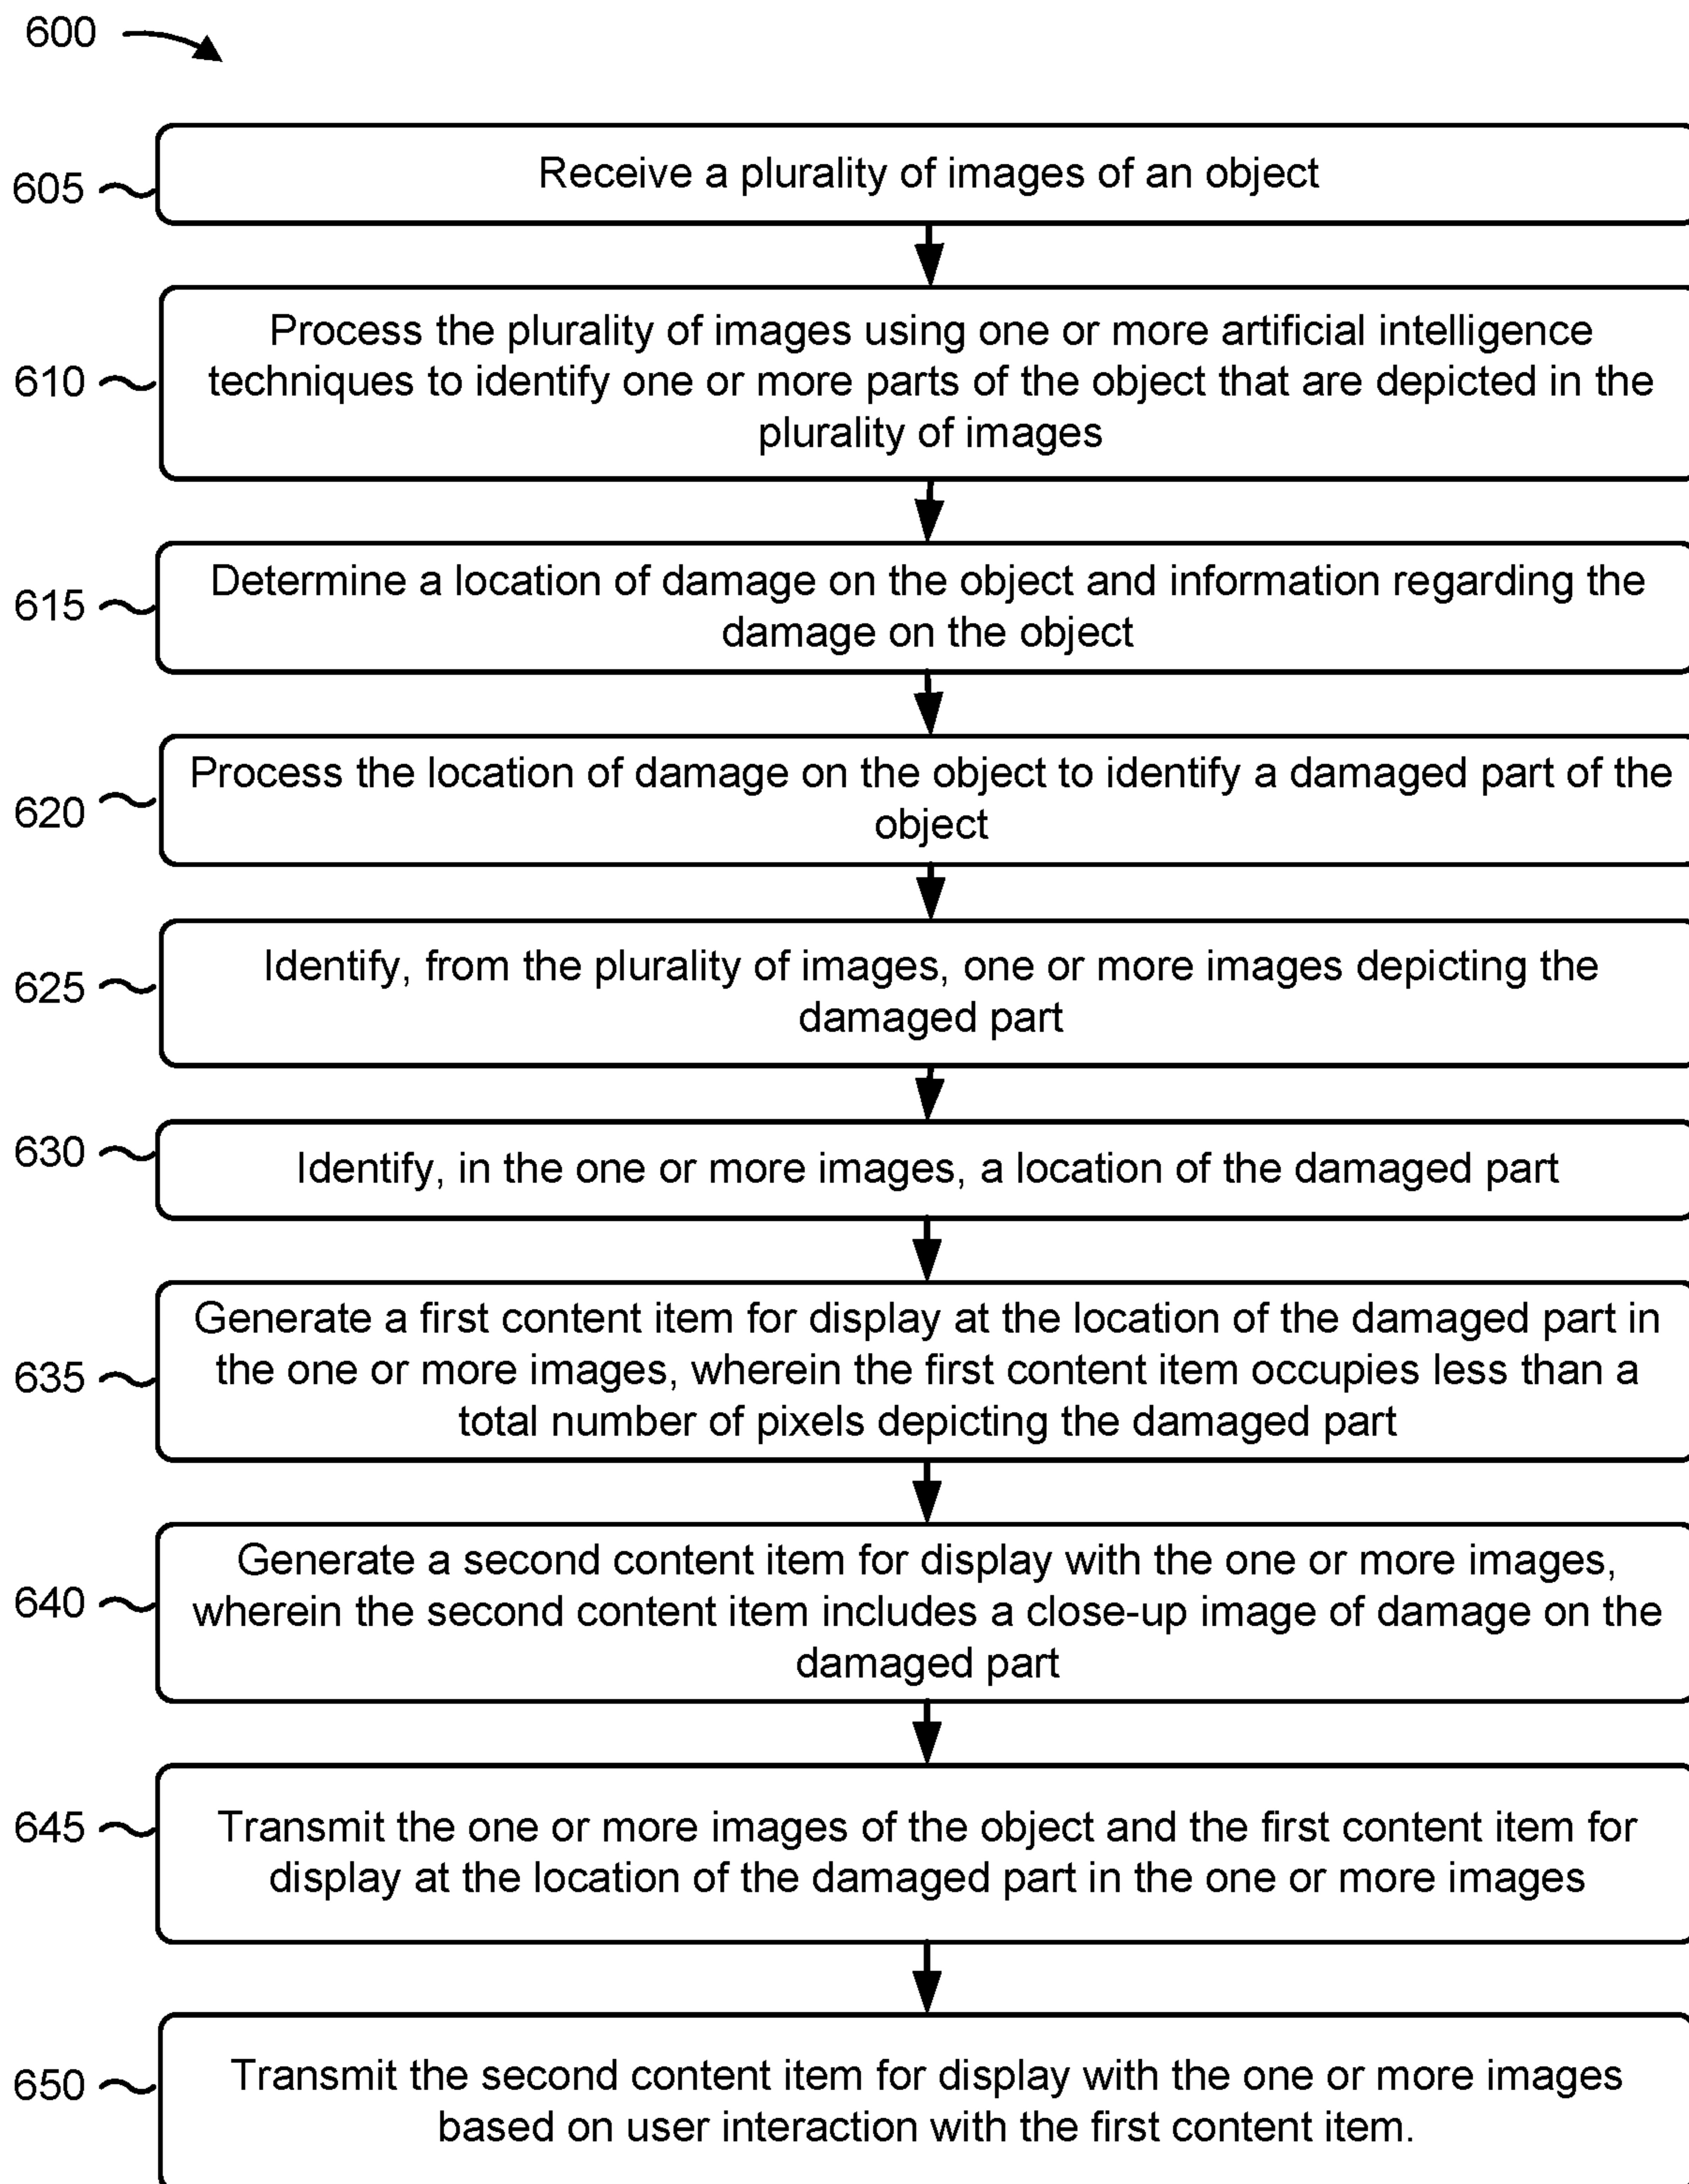 600
605
Receive a plurality of images of an object
610
Process the plurality of images using one or more artificial intelligence
techniques to identify one or more parts of the object that are depicted in the
plurality of images
615
Determine a location of damage on the object and information regarding the
damage on the object
620
Process the location of damage on the object to identify a damaged part of the
object
625
Identify, from the plurality of images, one or more images depicting the
damaged part
630
Identify, in the one or more images, a location of the damaged part
635
Generate a first content item for display at the location of the damaged part in
the one or more images, wherein the first content item occupies less than a
total number of pixels depicting the damaged part
640
Generate a second content item for display with the one or more images,
wherein the second content item includes a close-up image of damage on the
damaged part
645
Transmit the one or more images of the object and the first content item for
display at the location of the damaged part in the one or more images
650
Transmit the second content item for display with the one or more images
based on user interaction with the first content item.